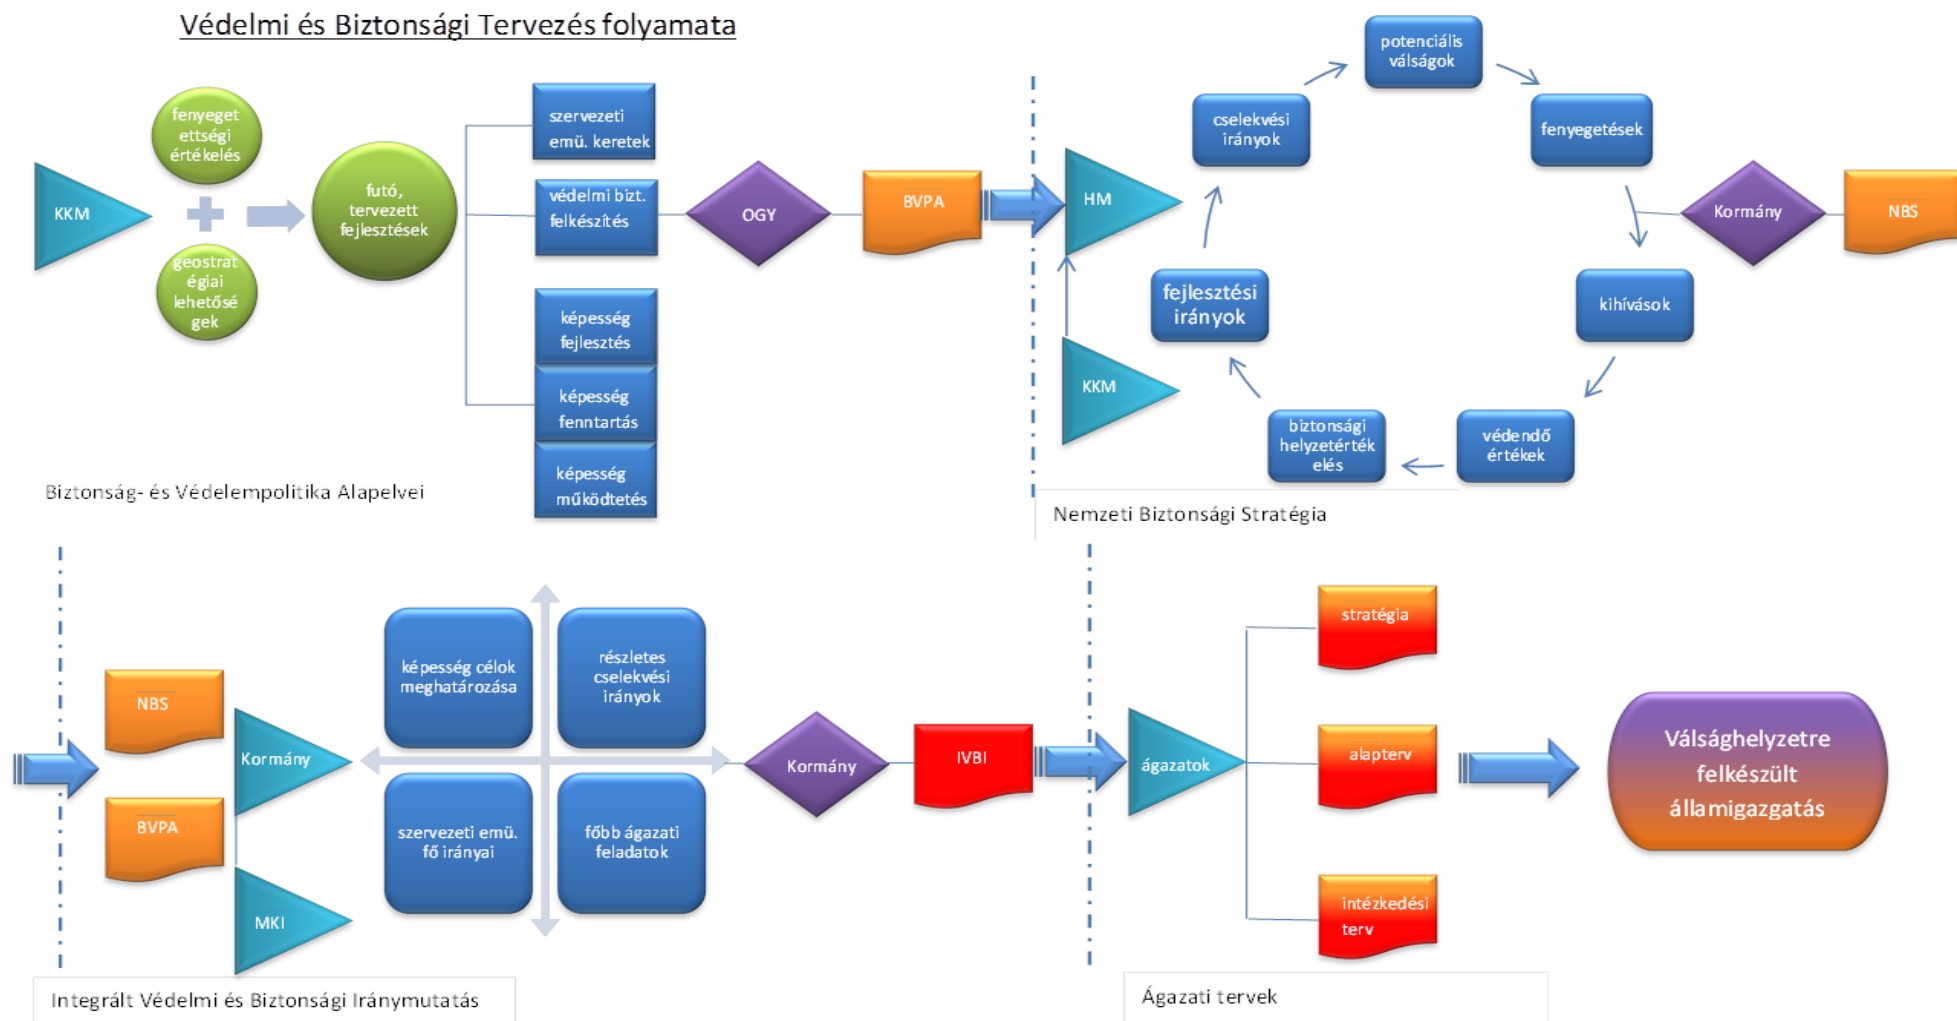 Védelmi és Biztonsági Tervezés folyamata
KKM
fenyeget
ettségi
értékelés
geostrat
égiai
lehetősé
gek
futó,
tervezett
fejlesztések
szervezeti
emü. keretek
védelmi bizt.
felkészítés
képesség
fejlesztés
képesség
fenntartás
képesség
működtetés
OGY
BVPA
Biztonság- és Védelempolitika Alapelvei
HM
KKM
potenciális
válságok
fenyegetések
kihívások
védendő
értékek
biztonsági
helyzetérték
elés
fejlesztési
irányok
cselekvési
irányok
Kormány
NBS
Nemzeti Biztonsági Stratégia
NBS
BVPA
Kormány
MKI
képesség célok
meghatározása
részletes
cselekvési
irányok
szervezeti emü.
fő irányai
főbb ágazati
feladatok
Kormány
IVBI
Integrált Védelmi és Biztonsági Iránymutatás
ágazatok
stratégia
alapterv
intézkedési
terv
Válsághelyzetre
felkészült
államigazgatás
Ágazati tervek